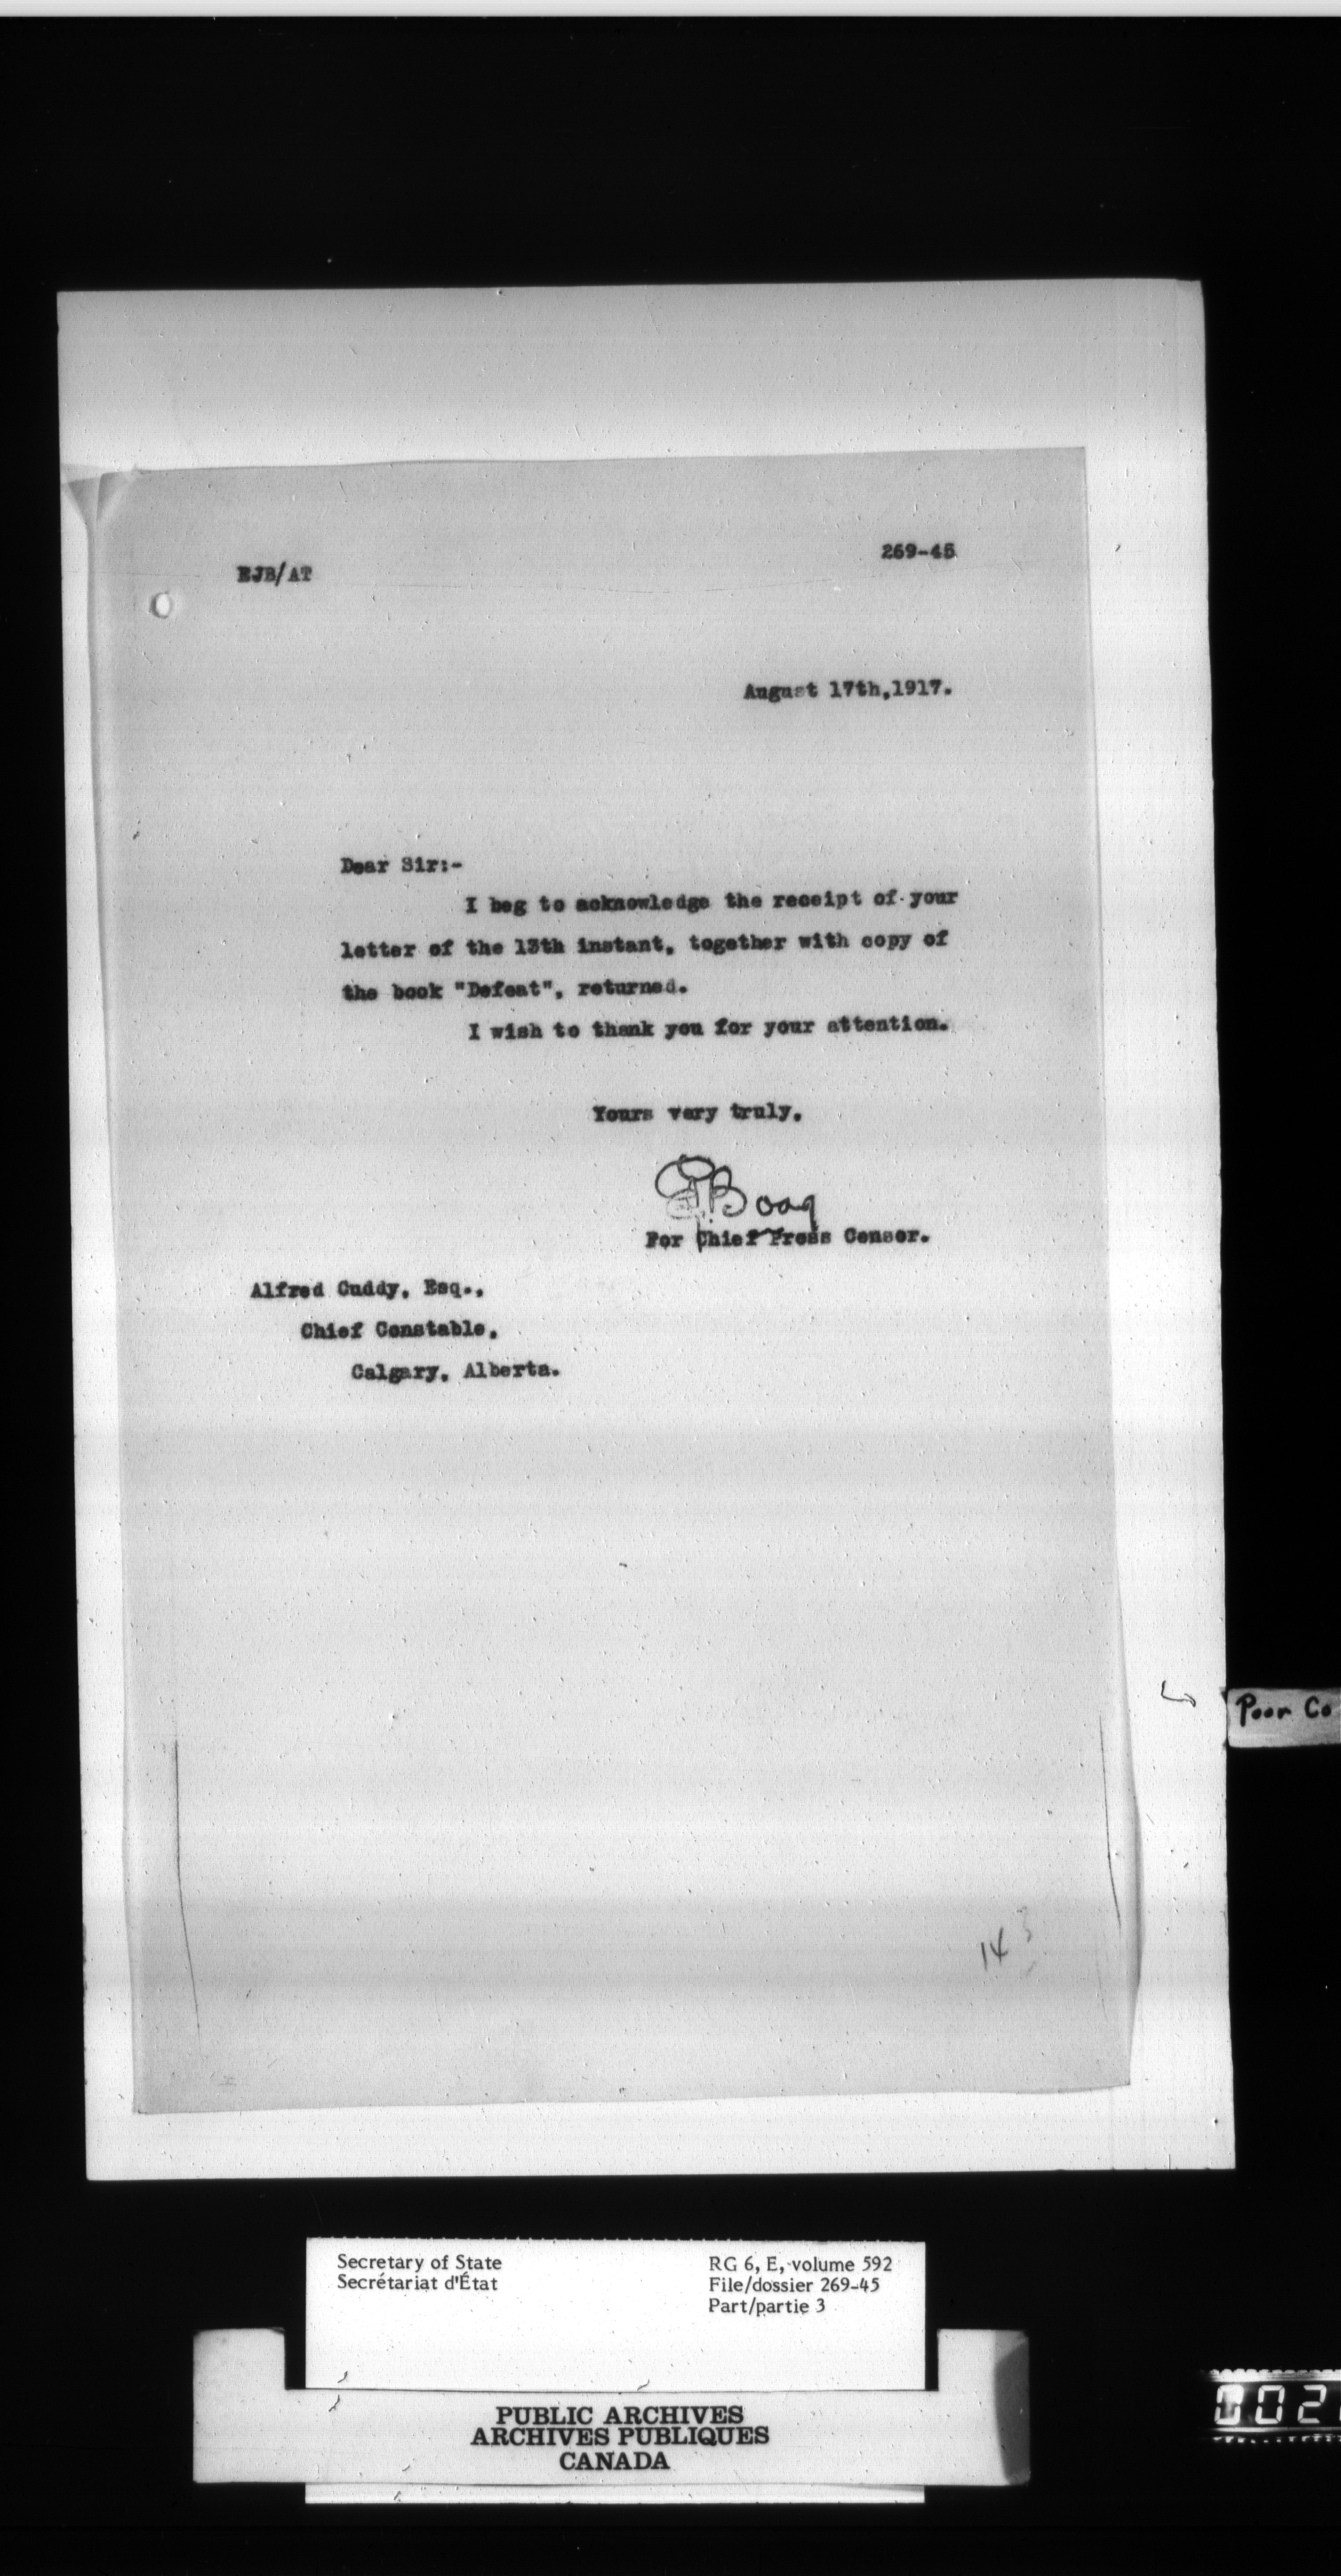 269-45
EJB/AT
August 17th,1917.
Dear Sir:-
I beg to acknowledge the receipt of your
letter of the 13th instant, together with copy of
the book "Defeat", returned.
I wish to thank you for your attention.
Yours very truly,
EJBoag
For Chief Press Censor.
Alfred Cuddy, Esq.,
Chief Constable,
Calgary, Alberta.
Poor Co
143
Secretary of State
Secrétariat d'État
RG 6, E, volume 592
File/dossier 269-45
Part/partie 3
PUBLIC ARCHIVES
ARCHIVES PUBLIQUES
CANADA
002